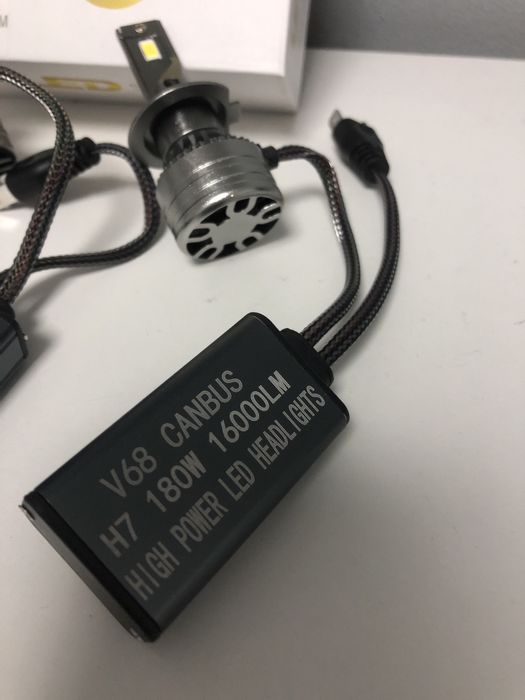 V68 CANBUS
H7 180W 16000LM
HIGH POWER LED HEADLIGHTS